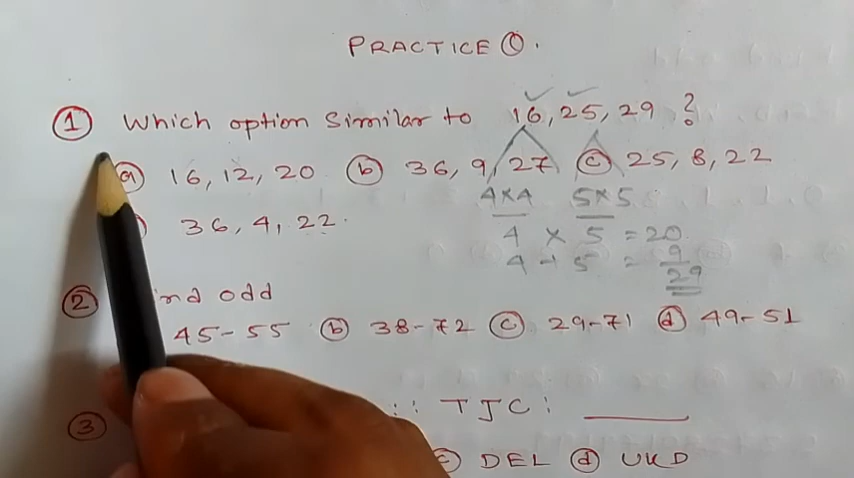 PRACTICE ①.
① Which option Similar to 16, 25, 29 ?
ⓐ 16, 12, 20 ⓑ 36, 9, 27 ⓒ 25, 8, 22
36, 4, 22.
4×4 5×5
4 × 5 = 20
4 + 5 = 9
29
② nd odd
45-55 ⓑ 38-72 ⓒ 29-71 ⓓ 49-51
③ :: TJC : ____
ⓒ DEL ⓓ UKD